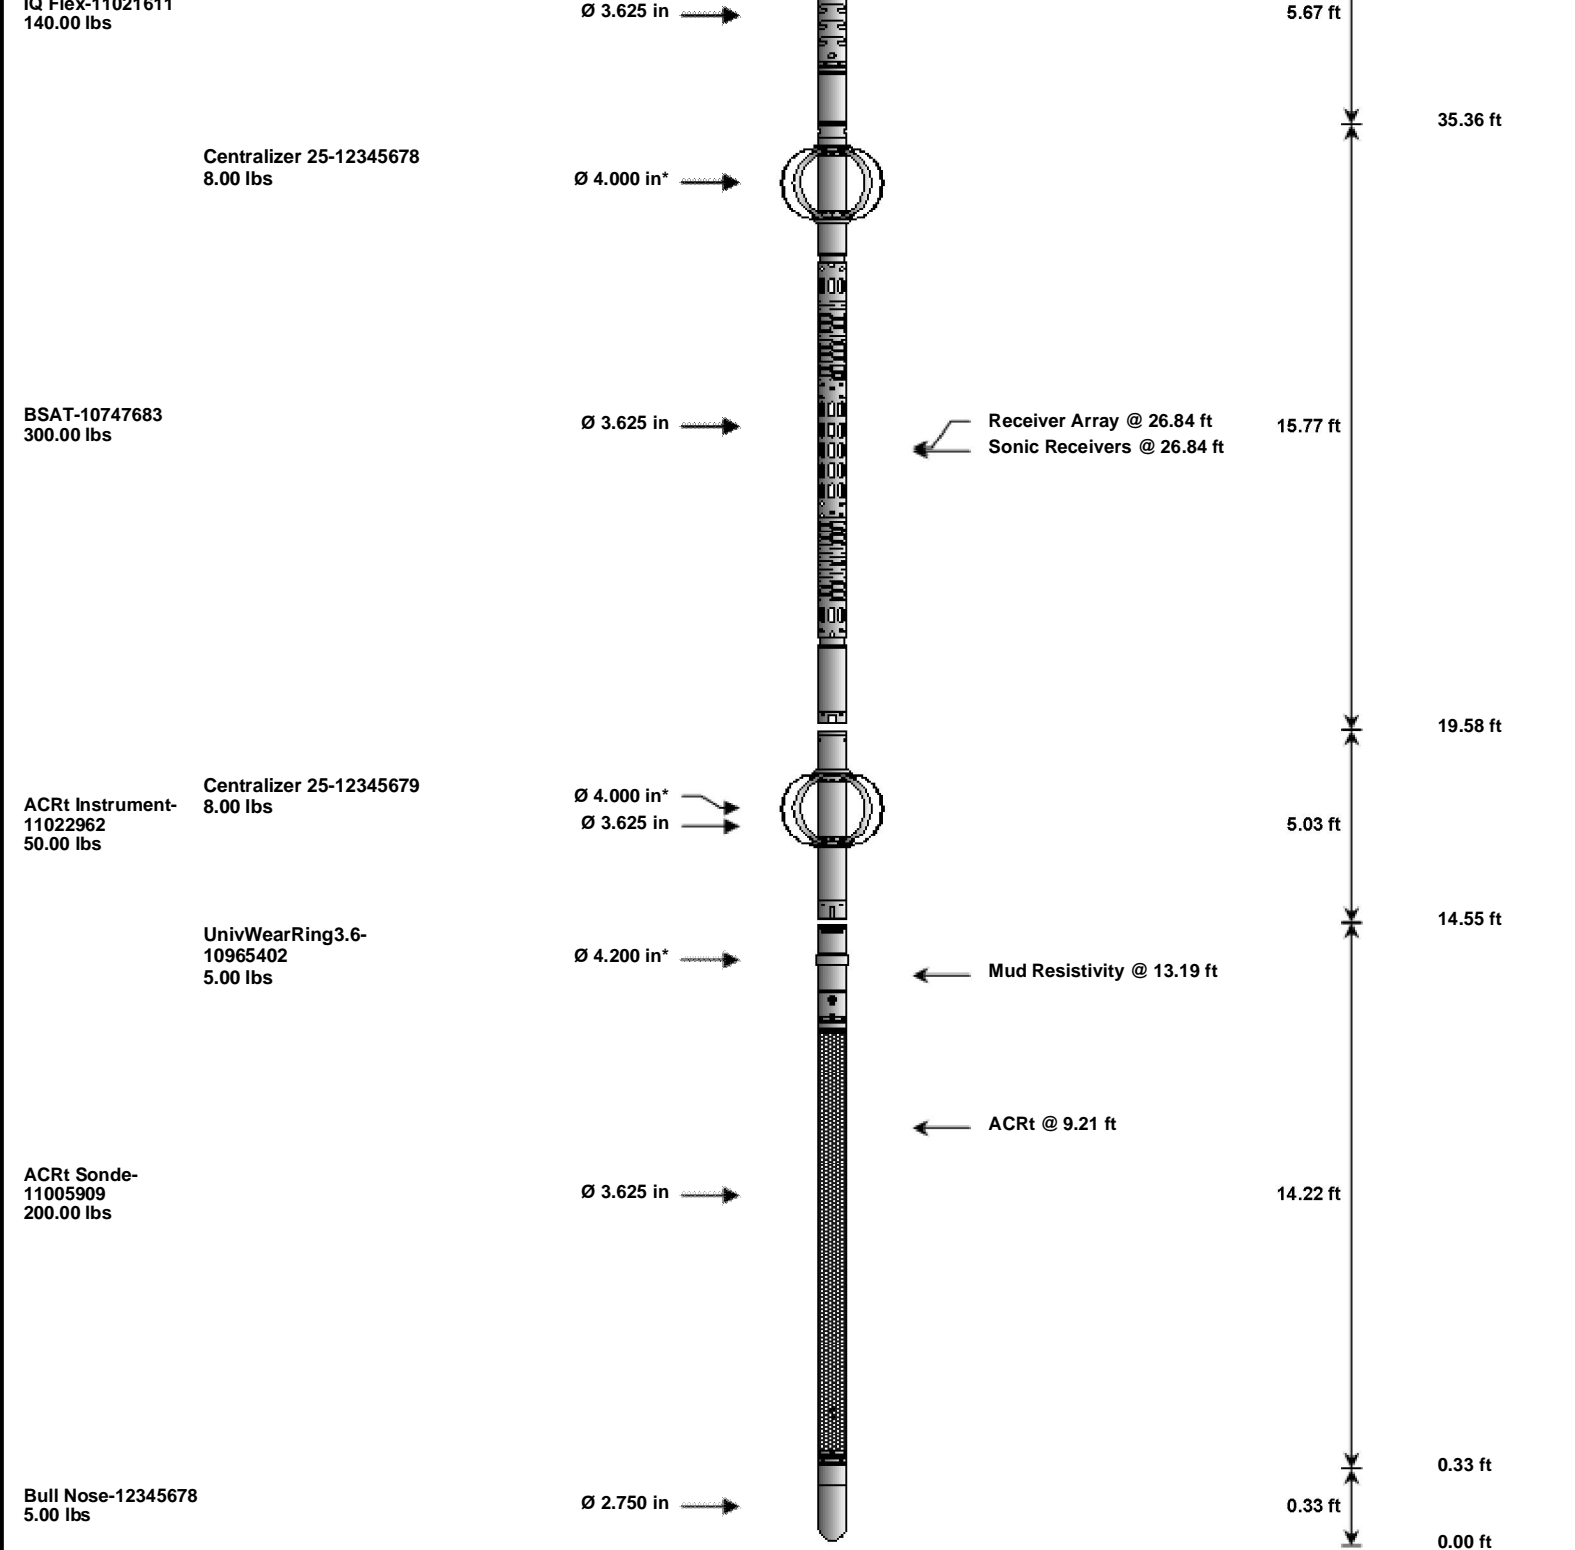 IQ Flex-11021611
140.00 lbs
Ø 3.625 in
5.67 ft
35.36 ft
Centralizer 25-12345678
8.00 lbs
Ø 4.000 in*
BSAT-10747683
300.00 lbs
Ø 3.625 in
Receiver Array @ 26.84 ft
Sonic Receivers @ 26.84 ft
15.77 ft
19.58 ft
Centralizer 25-12345679
8.00 lbs
ACRt Instrument-
11022962
50.00 lbs
Ø 4.000 in*
Ø 3.625 in
5.03 ft
14.55 ft
UnivWearRing3.6-
10965402
5.00 lbs
Ø 4.200 in*
Mud Resistivity @ 13.19 ft
ACRt @ 9.21 ft
ACRt Sonde-
11005909
200.00 lbs
Ø 3.625 in
14.22 ft
0.33 ft
Bull Nose-12345678
5.00 lbs
Ø 2.750 in
0.33 ft
0.00 ft